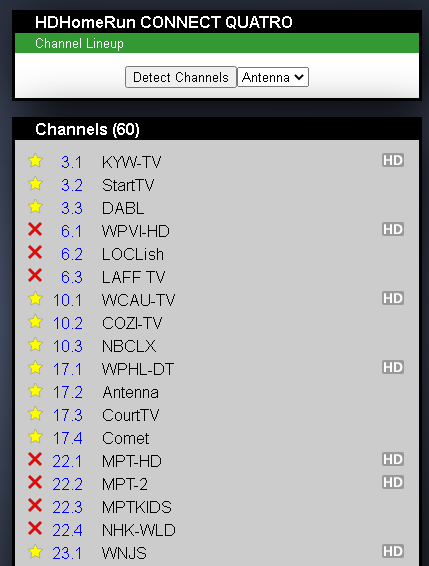 HDHomeRun CONNECT QUATRO
Channel Lineup
Detect Channels Antenna
Channels (60)
3.1 KYW-TV HD
3.2 StartTV
3.3 DABL
6.1 WPVI-HD HD
6.2 LOCLish
6.3 LAFF TV
10.1 WCAU-TV HD
10.2 COZI-TV
10.3 NBCLX
17.1 WPHL-DT HD
17.2 Antenna
17.3 CourtTV
17.4 Comet
22.1 MPT-HD HD
22.2 MPT-2 HD
22.3 MPTKIDS
22.4 NHK-WLD
23.1 WNJS HD